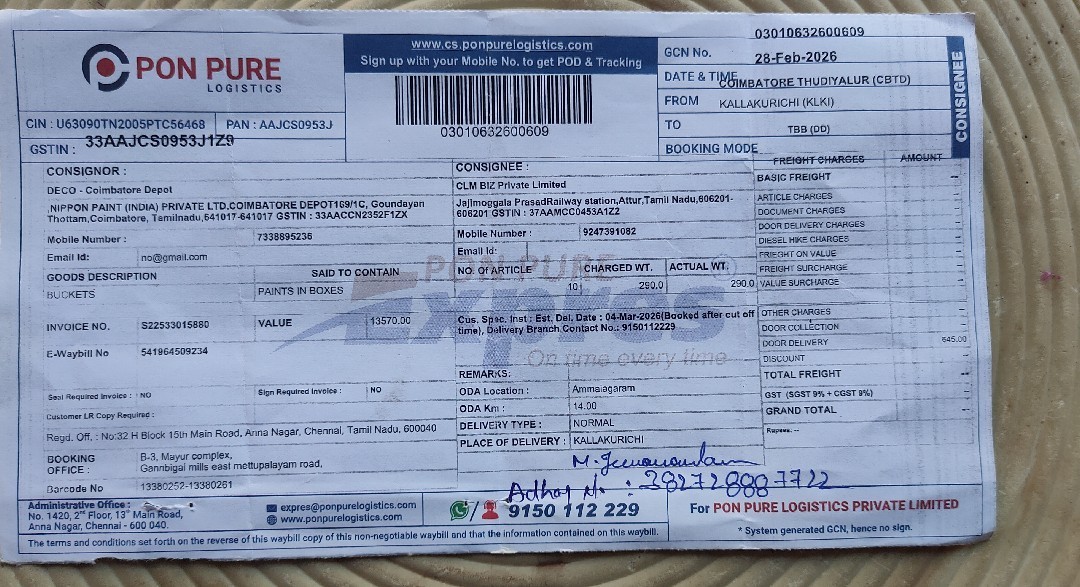 PON PURE
LOGISTICS
CIN : U63090TN2005PTC56468 PAN : AAJCS0953J
GSTIN : 33AAJCS0953J1Z9
www.cs.ponpurelogistics.com
Sign up with your Mobile No. to get POD & Tracking
03010632600609
03010632600609
GCN No.
28-Feb-2026
DATE & TIME
COIMBATORE THUDIYALUR (CBTD)
FROM KALLAKURICHI (KLKI)
TO TBB (DD)
BOOKING MODE
CONSIGNEE
CONSIGNOR :
DECO - Coimbatore Depot
,NIPPON PAINT (INDIA) PRIVATE LTD,COIMBATORE DEPOT169/1C, Goundayan
Thottam,Coimbatore, Tamilnadu,641017-641017 GSTIN : 33AACCN2352F1ZX
Mobile Number : 7338895236
Email Id: no@gmail.com
GOODS DESCRIPTION SAID TO CONTAIN
BUCKETS PAINTS IN BOXES
INVOICE NO. S22533015880 VALUE 13570.00
E-Waybill No 541964509234
Seal Required Invoice : NO Sign Required Invoice : NO
Customer LR Copy Required :
Regd. Off. : No:32 H Block 15th Main Road, Anna Nagar, Chennai, Tamil Nadu, 600040
BOOKING OFFICE : B-3, Mayur complex,
Gannbigal mills east mettupalayam road,
Barcode No 13380252-13380261
CONSIGNEE :
CLM BIZ Private Limited
Jajimoggala PrasadRailway station,Attur,Tamil Nadu,606201-
606201 GSTIN : 37AAMCC0453A1Z2
Mobile Number : 9247391082
Email Id:
PON PURE
Expres
On time every time
NO. OF ARTICLE CHARGED WT. ACTUAL WT.
10 290.0 290.0
Cus. Spec. Inst : Est. Del. Date : 04-Mar-2026(Booked after cut off
time), Delivery Branch Contact No.: 9150112229
REMARKS:
ODA Location : Ammaiagaram
ODA Km : 14.00
DELIVERY TYPE : NORMAL
PLACE OF DELIVERY : KALLAKURICHI
FREIGHT CHARGES AMOUNT
BASIC FREIGHT --
ARTICLE CHARGES
DOCUMENT CHARGES
DOOR DELIVERY CHARGES
DIESEL HIKE CHARGES
FRIEGHT ON VALUE
FREIGHT SURCHARGE
VALUE SURCHARGE
OTHER CHARGES
DOOR COLLECTION
DOOR DELIVERY 645.00
DISCOUNT
TOTAL FREIGHT --
GST (SGST 9% + CGST 9%)
GRAND TOTAL --
Rupees. --
Adhar No : 382728887722
Administrative Office :
No. 1420, 2nd Floor, 13th Main Road,
Anna Nagar, Chennai - 600 040.
expres@ponpurelogistics.com
www.ponpurelogistics.com
9150 112 229
For PON PURE LOGISTICS PRIVATE LIMITED
* System generated GCN, hence no sign.
The terms and conditions set forth on the reverse of this waybill copy of this non-negotiable waybill and that the information contained on this waybill.